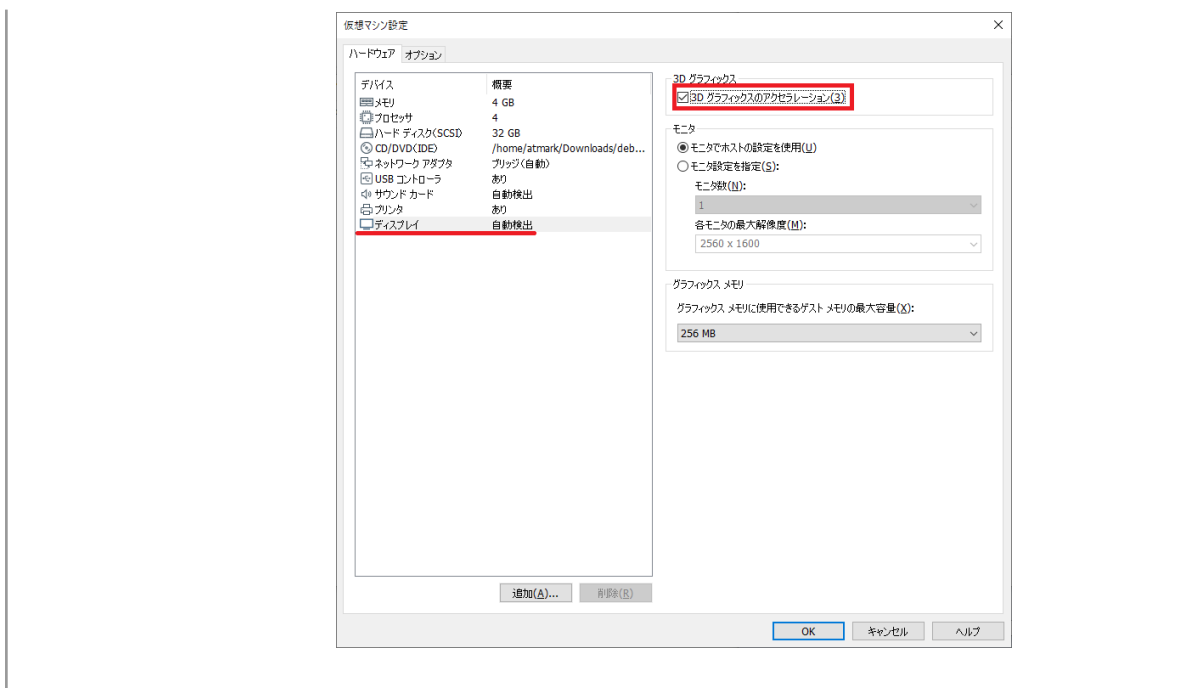 仮想マシン設定
ハードウェア オプション
デバイス 概要
メモリ 4 GB
プロセッサ 4
ハード ディスク(SCSI) 32 GB
CD/DVD(IDE) /home/atmark/Downloads/deb...
ネットワーク アダプタ ブリッジ(自動)
USB コントローラ あり
サウンド カード 自動検出
プリンタ あり
ディスプレイ 自動検出
追加(A)... 削除(R)
3D グラフィックス
3D グラフィックスのアクセラレーション(3)
モニタ
モニタでホストの設定を使用(U)
モニタ設定を指定(S):
モニタ数(N):
1
各モニタの最大解像度(M):
2560 x 1600
グラフィックス メモリ
グラフィックス メモリに使用できるゲスト メモリの最大容量(X):
256 MB
OK キャンセル ヘルプ